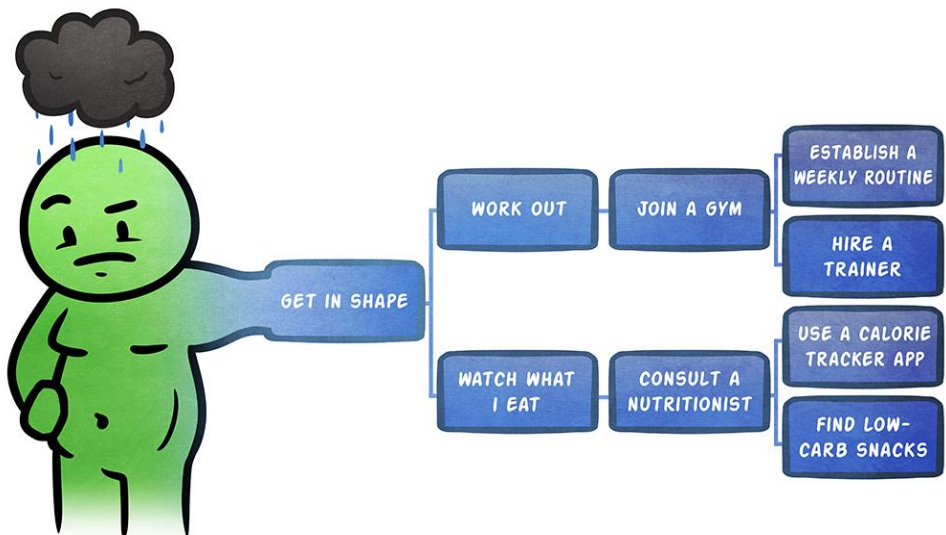 GET IN SHAPE
WORK OUT
JOIN A GYM
ESTABLISH A
WEEKLY ROUTINE
HIRE A
TRAINER
WATCH WHAT
I EAT
CONSULT A
NUTRITIONIST
USE A CALORIE
TRACKER APP
FIND LOW-
CARB SNACKS